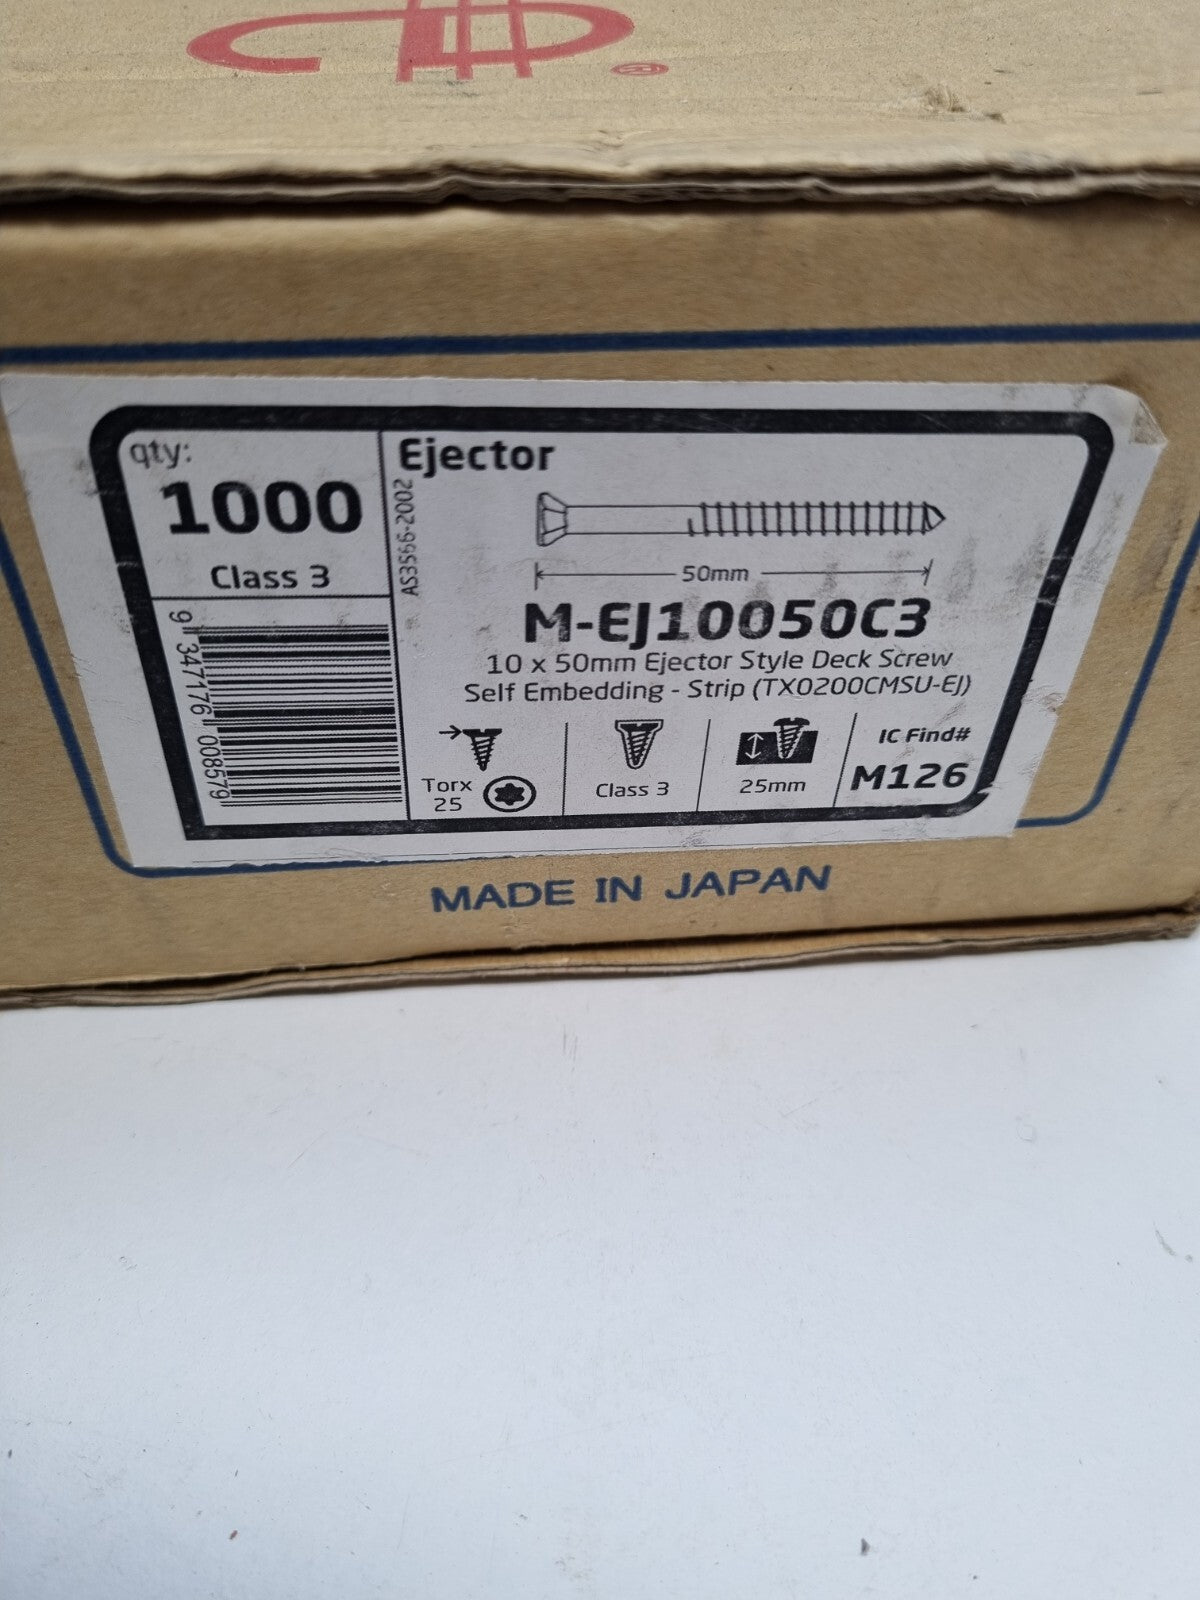 ®
qty:
1000
Class 3
9 347176 008579
Ejector
AS3566-2002
50mm
M-EJ10050C3
10 x 50mm Ejector Style Deck Screw
Self Embedding - Strip (TX0200CMSU-EJ)
Torx
25
Class 3
25mm
IC Find#
M126
MADE IN JAPAN